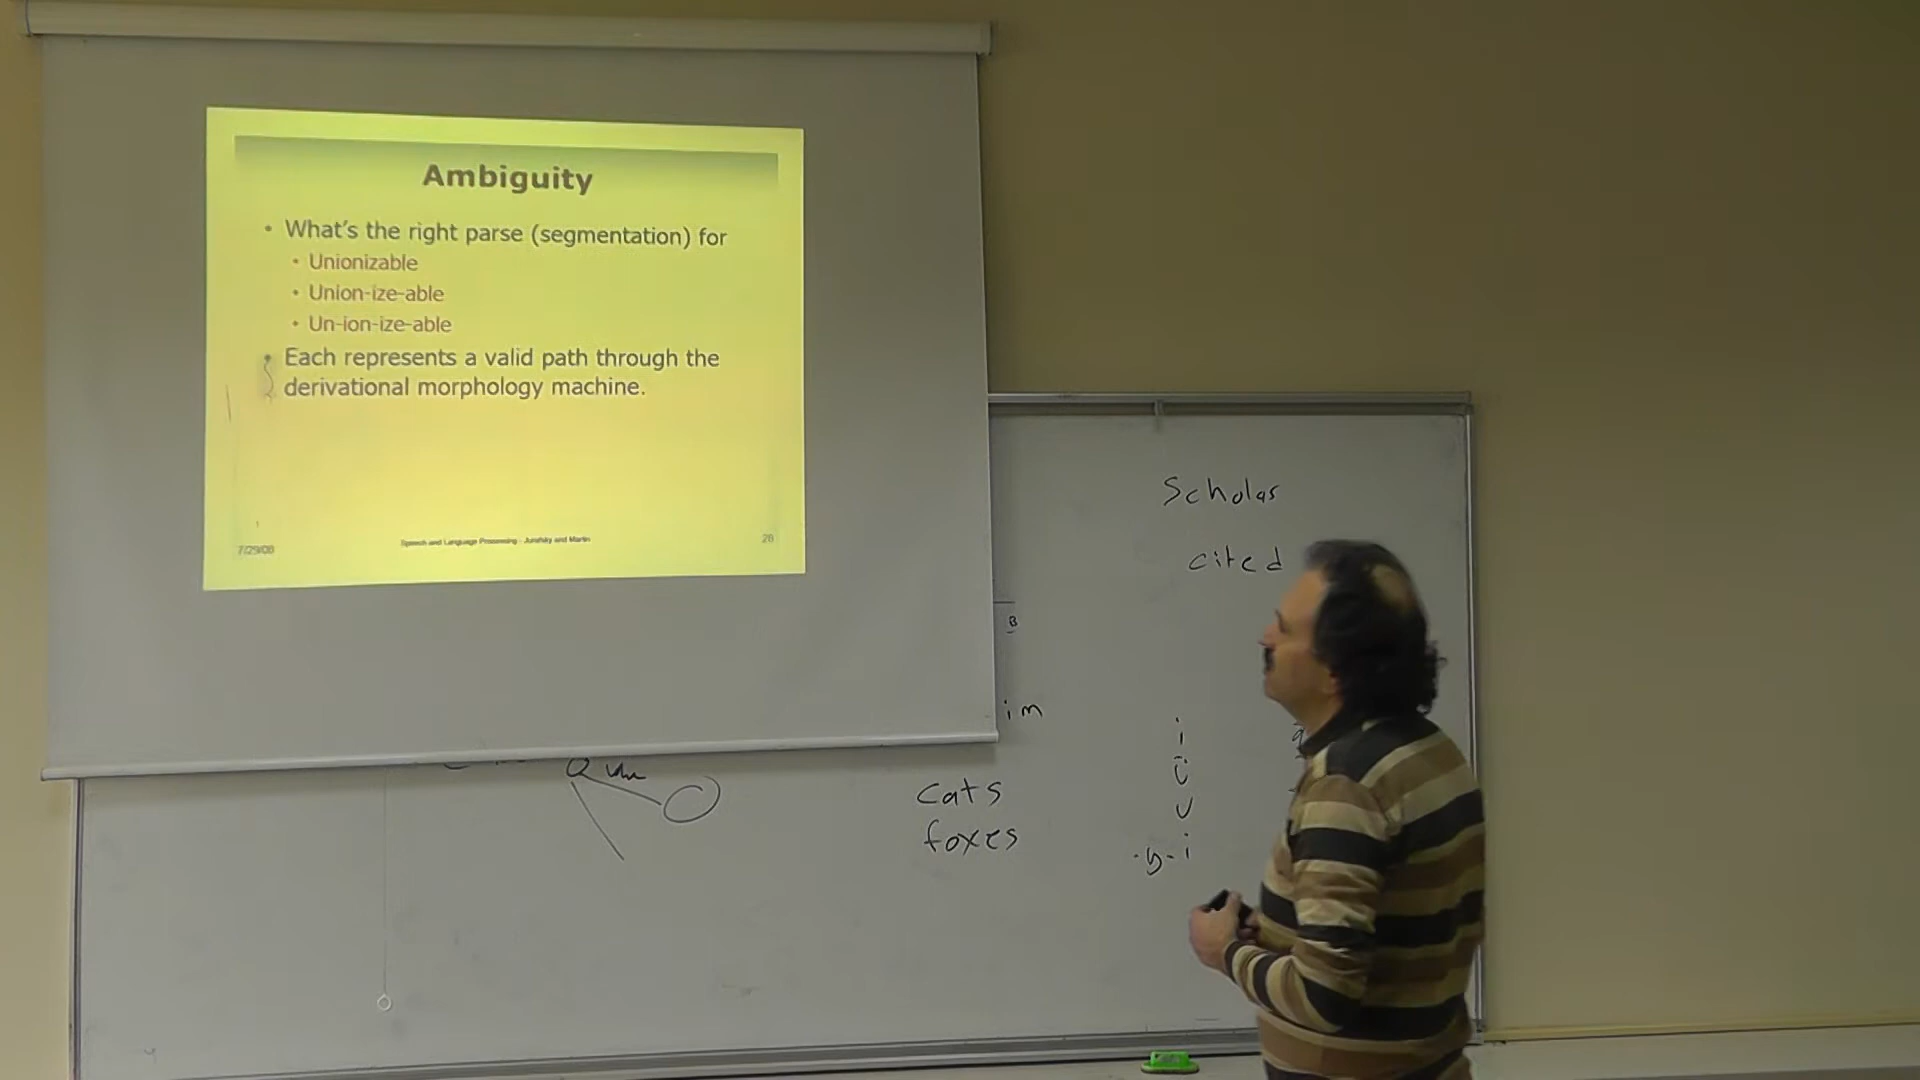 Ambiguity
• What's the right parse (segmentation) for
• Unionizable
• Union-ize-able
• Un-ion-ize-able
• Each represents a valid path through the
derivational morphology machine.
7/29/08
Speech and Language Processing - Jurafsky and Martin
Scholar
cited
B
im
cats
foxes
i
ü
u
i